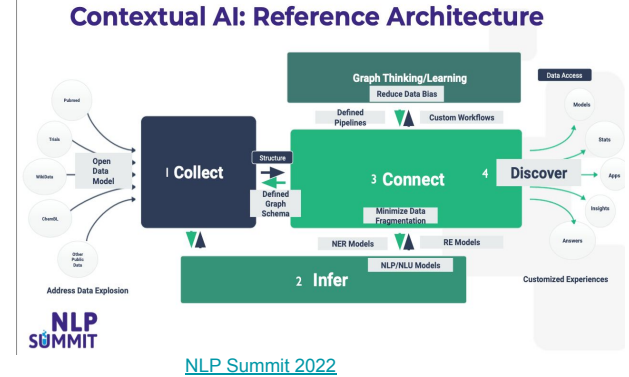 Contextual AI: Reference Architecture
Graph Thinking/Learning
Reduce Data Bias
Data Access
Pubmed
Trials
WikiData
ChemBL
Other
Public
Data
Open
Data
Model
Address Data Explosion
1 Collect
Structure
Defined
Graph
Schema
Defined
Pipelines
Custom Workflows
3 Connect
Minimize Data
Fragmentation
NER Models
RE Models
NLP/NLU Models
2 Infer
4 Discover
Models
Stats
Apps
Insights
Answers
Customized Experiences
NLP
SUMMIT
NLP Summit 2022